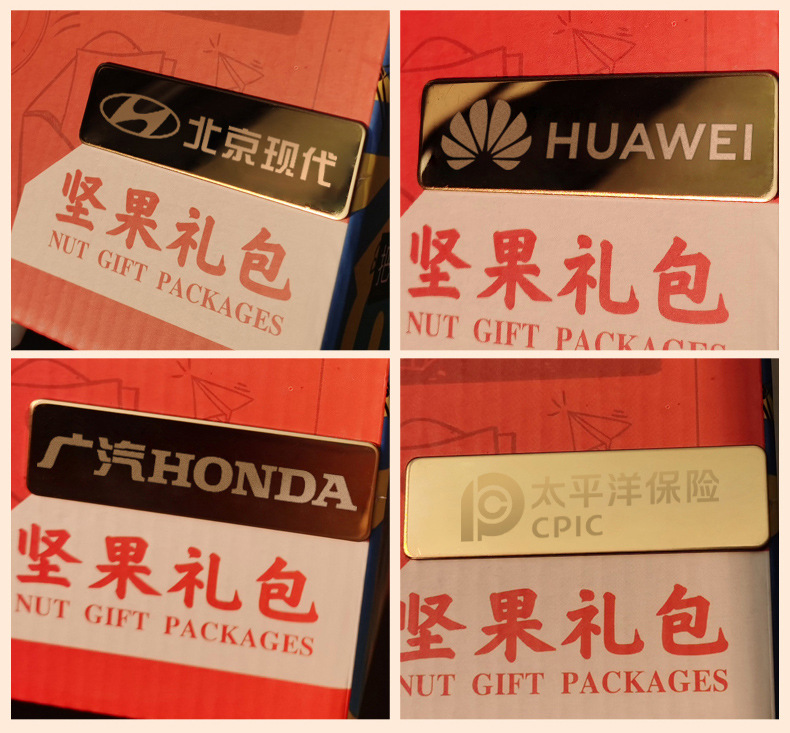 北京现代
坚果礼包
NUT GIFT PACKAGES
HUAWEI
坚果礼包
NUT GIFT PACKAGES
广汽HONDA
坚果礼包
NUT GIFT PACKAGES
太平洋保险
CPIC
坚果礼包
NUT GIFT PACKAGES